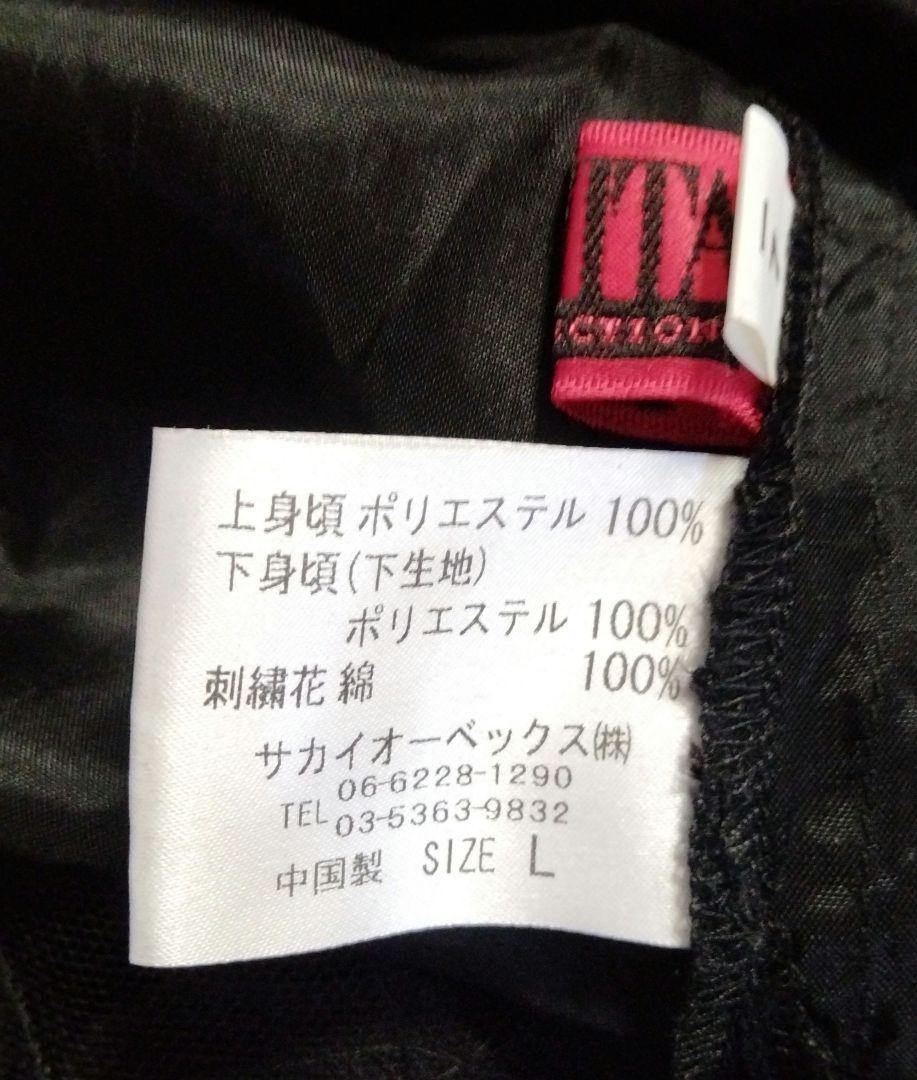 TTA
CTION
上身頃 ポリエステル 100%
下身頃(下生地)
ポリエステル 100%
刺繍花 綿 100%
サカイオーベックス㈱
06-6228-1290
TEL 03-5363-9832
中国製 SIZE L